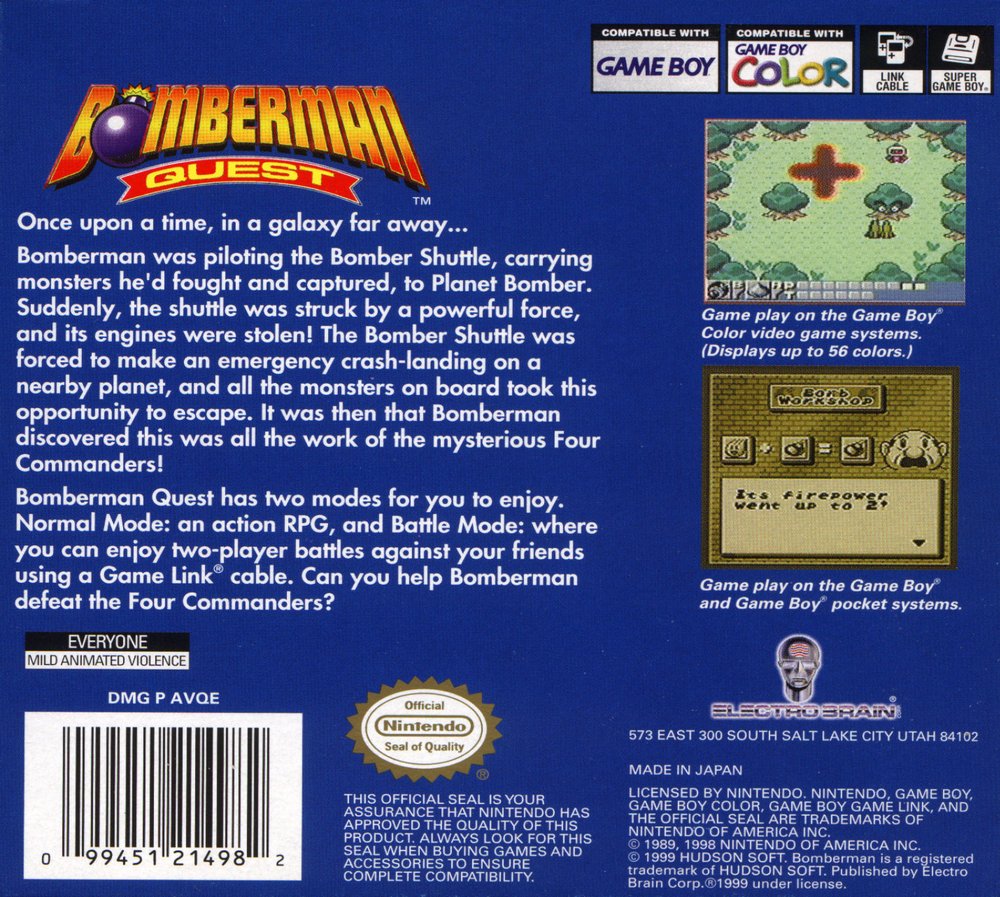 COMPATIBLE WITH
GAME BOY
COMPATIBLE WITH
GAME BOY
COLOR
LINK
CABLE
SUPER
GAME BOY®
BOMBERMAN
QUEST
™
Once upon a time, in a galaxy far away...
Bomberman was piloting the Bomber Shuttle, carrying
monsters he'd fought and captured, to Planet Bomber.
Suddenly, the shuttle was struck by a powerful force,
and its engines were stolen! The Bomber Shuttle was
forced to make an emergency crash-landing on a
nearby planet, and all the monsters on board took this
opportunity to escape. It was then that Bomberman
discovered this was all the work of the mysterious Four
Commanders!
Bomberman Quest has two modes for you to enjoy.
Normal Mode: an action RPG, and Battle Mode: where
you can enjoy two-player battles against your friends
using a Game Link® cable. Can you help Bomberman
defeat the Four Commanders?
Game play on the Game Boy®
Color video game systems.
(Displays up to 56 colors.)
Bomb
Workshop
+
=
Its firepower
went up to 2!
Game play on the Game Boy®
and Game Boy® pocket systems.
EVERYONE
MILD ANIMATED VIOLENCE
DMG P AVQE
0 99451 21498 2
Official
Nintendo
Seal of Quality
®
THIS OFFICIAL SEAL IS YOUR
ASSURANCE THAT NINTENDO HAS
APPROVED THE QUALITY OF THIS
PRODUCT. ALWAYS LOOK FOR THIS
SEAL WHEN BUYING GAMES AND
ACCESSORIES TO ENSURE
COMPLETE COMPATIBILITY.
ELECTRO BRAIN
®
573 EAST 300 SOUTH SALT LAKE CITY UTAH 84102
MADE IN JAPAN
LICENSED BY NINTENDO. NINTENDO, GAME BOY,
GAME BOY COLOR, GAME BOY GAME LINK, AND
THE OFFICIAL SEAL ARE TRADEMARKS OF
NINTENDO OF AMERICA INC.
© 1989, 1998 NINTENDO OF AMERICA INC.
© 1999 HUDSON SOFT. Bomberman is a registered
trademark of HUDSON SOFT. Published by Electro
Brain Corp.®1999 under license.